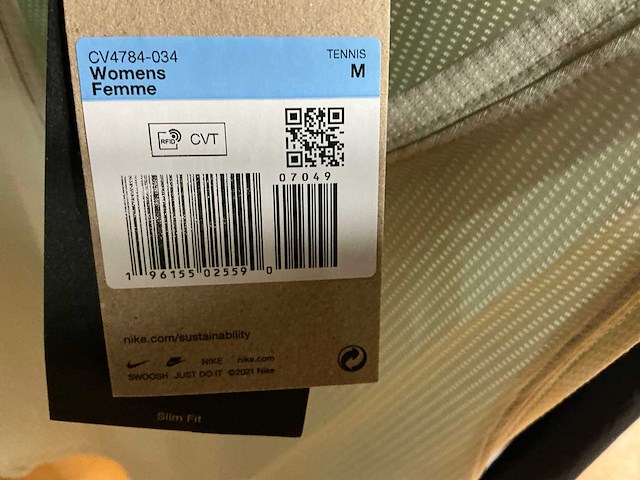 CV4784-034
Womens
Femme
TENNIS
M
RFID CVT
07049
1 96155 02559 0
nike.com/sustainability
NIKE nike.com
SWOOSH. JUST DO IT ©2021 Nike
Slim Fit